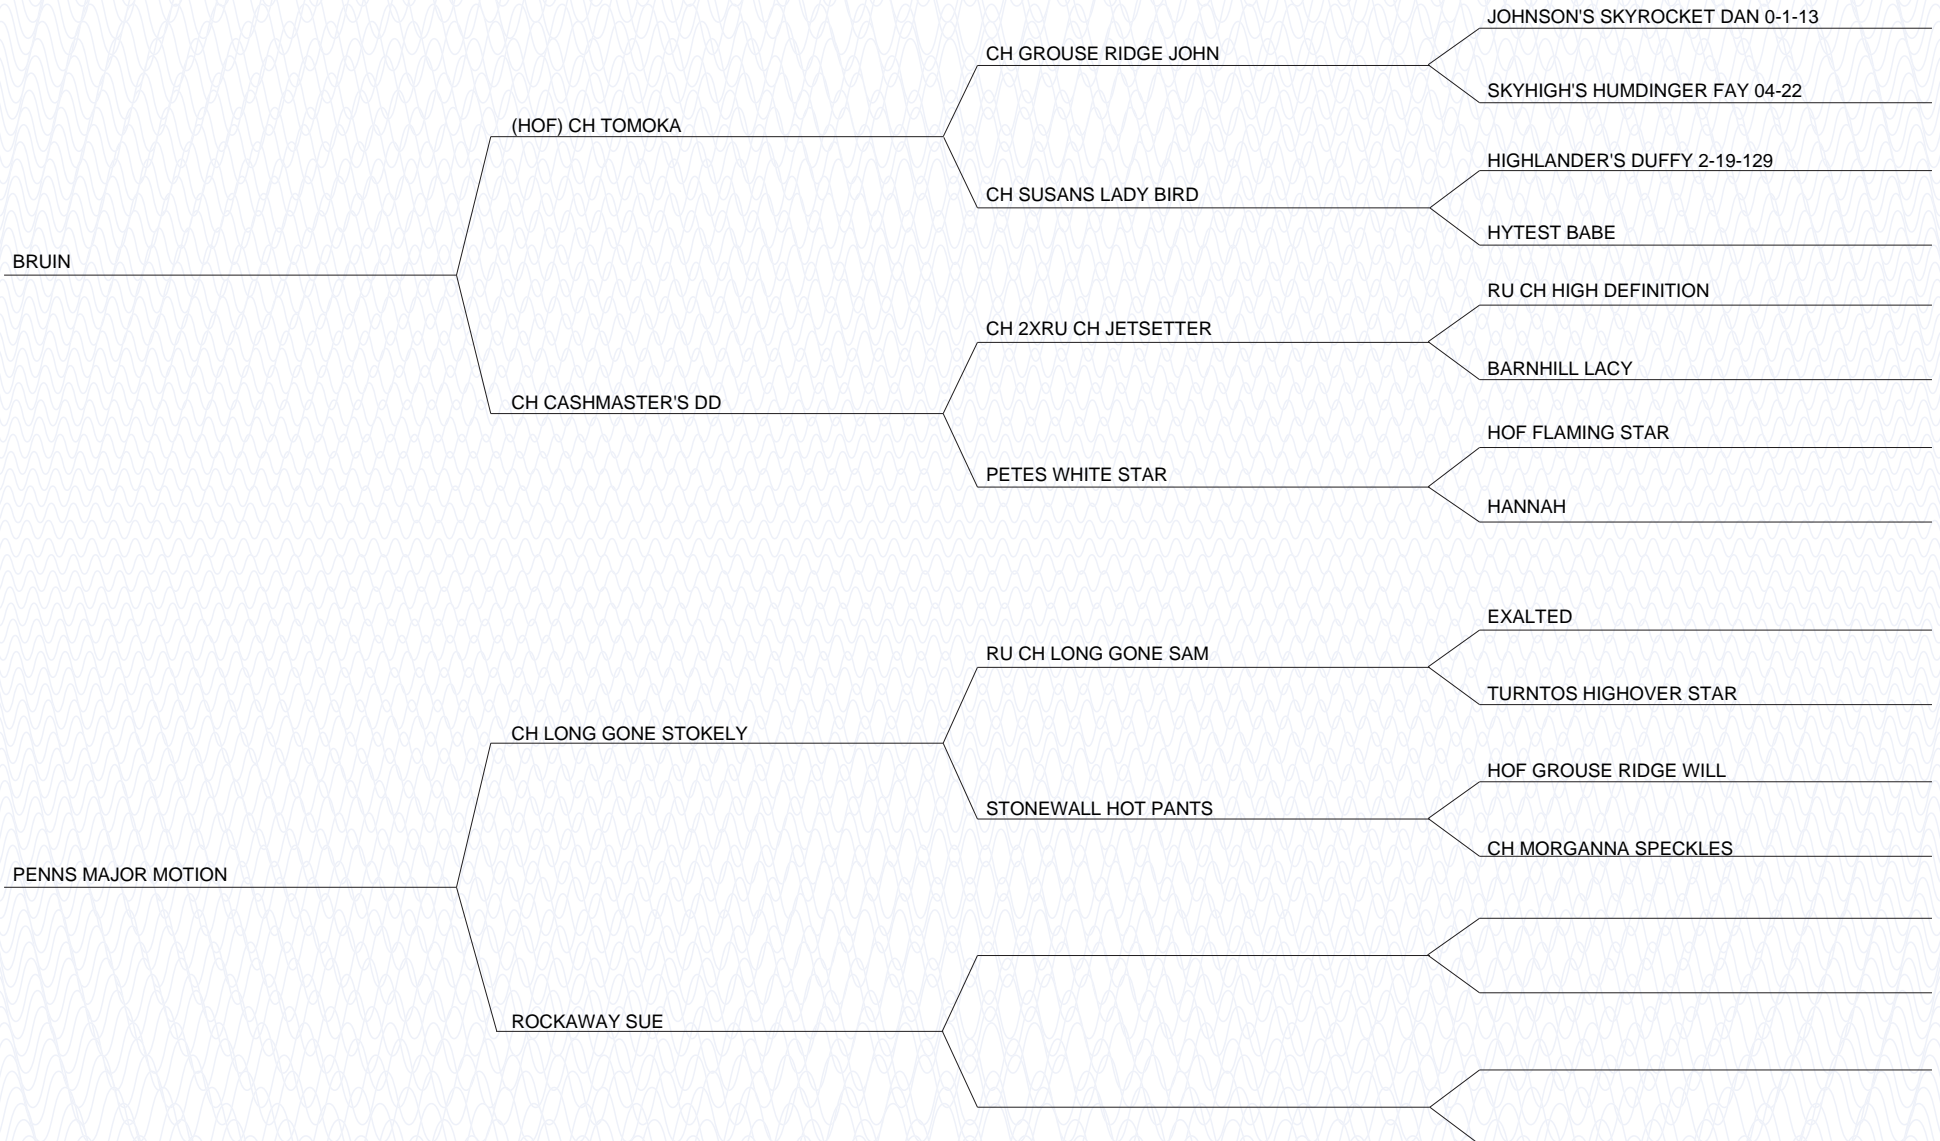 JOHNSON'S SKYROCKET DAN 0-1-13
CH GROUSE RIDGE JOHN
SKYHIGH'S HUMDINGER FAY 04-22
(HOF) CH TOMOKA
HIGHLANDER'S DUFFY 2-19-129
CH SUSANS LADY BIRD
HYTEST BABE
BRUIN
RU CH HIGH DEFINITION
CH 2XRU CH JETSETTER
BARNHILL LACY
CH CASHMASTER'S DD
HOF FLAMING STAR
PETES WHITE STAR
HANNAH
EXALTED
RU CH LONG GONE SAM
TURNTOS HIGHOVER STAR
CH LONG GONE STOKELY
HOF GROUSE RIDGE WILL
STONEWALL HOT PANTS
CH MORGANNA SPECKLES
PENNS MAJOR MOTION
ROCKAWAY SUE